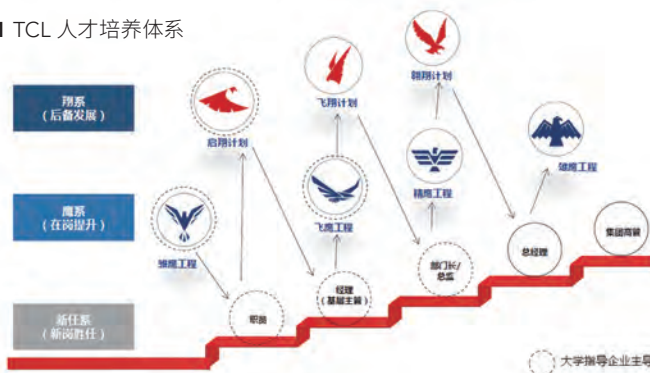 TCL 人才培养体系
翔系
(后备发展)
鹰系
(在岗提升)
新任系
(新岗胜任)
启翔计划
飞翔计划
翱翔计划
雏鹰工程
飞鹰工程
精鹰工程
雄鹰工程
职员
经理
(基层主管)
部门长/
总监
总经理
集团高管
大学指导企业主导